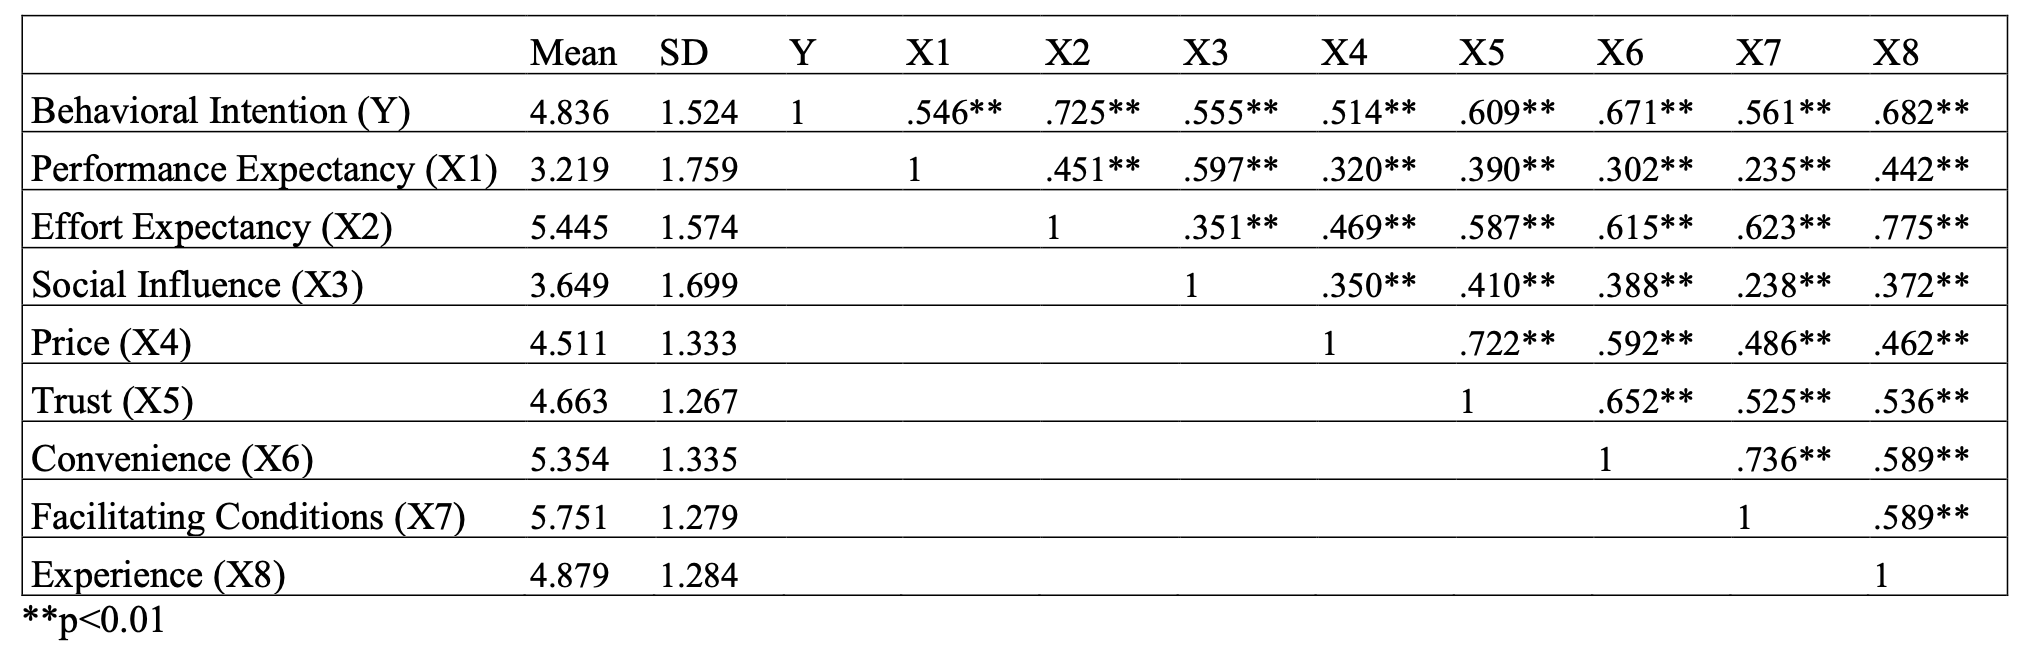 Mean SD Y X1 X2 X3 X4 X5 X6 X7 X8
Behavioral Intention (Y) 4.836 1.524 1 .546** .725** .555** .514** .609** .671** .561** .682**
Performance Expectancy (X1) 3.219 1.759 1 .451** .597** .320** .390** .302** .235** .442**
Effort Expectancy (X2) 5.445 1.574 1 .351** .469** .587** .615** .623** .775**
Social Influence (X3) 3.649 1.699 1 .350** .410** .388** .238** .372**
Price (X4) 4.511 1.333 1 .722** .592** .486** .462**
Trust (X5) 4.663 1.267 1 .652** .525** .536**
Convenience (X6) 5.354 1.335 1 .736** .589**
Facilitating Conditions (X7) 5.751 1.279 1 .589**
Experience (X8) 4.879 1.284 1
**p<0.01